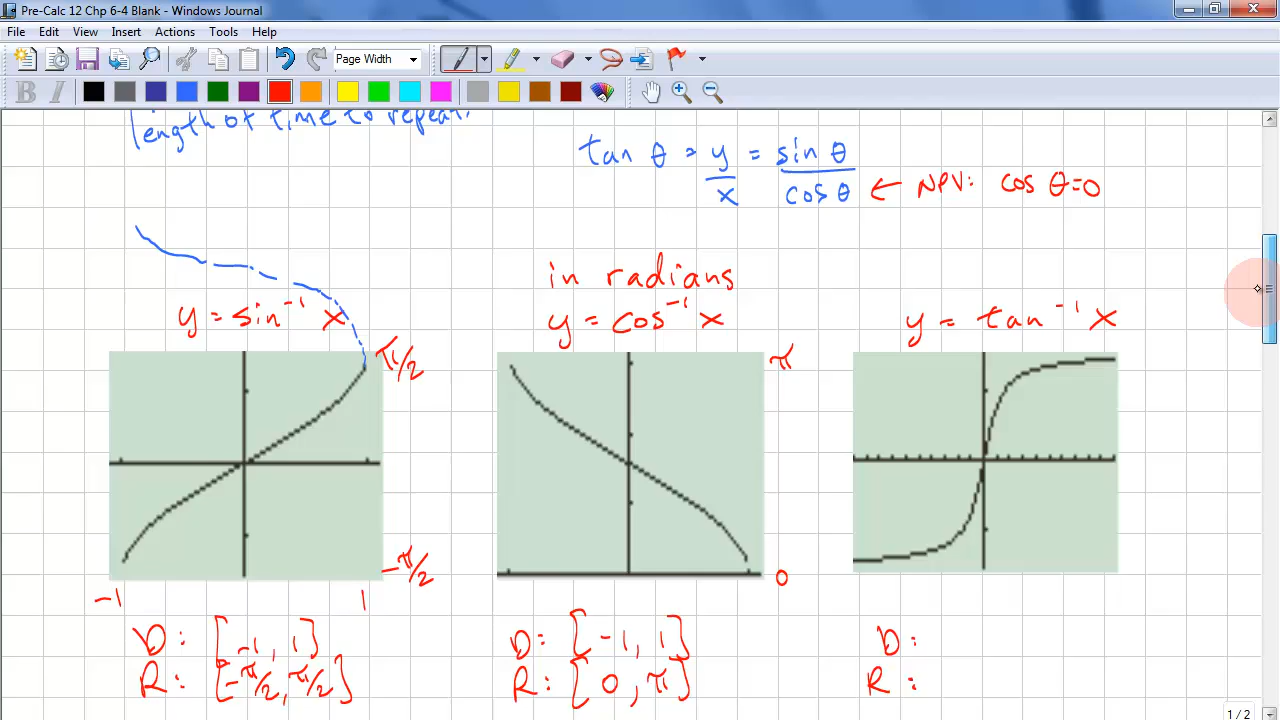 Pre-Calc 12 Chp 6-4 Blank - Windows Journal
File Edit View Insert Actions Tools Help
Page Width
B I
length of time to repeat.
tan θ = y/x = sin θ/cos θ ← NPV: cos θ=0
in radians
y = sin⁻¹ x
y = cos⁻¹ x
y = tan⁻¹ x
π/2
-π/2
-1
1
π
0
D: [-1, 1]
R: [-π/2, π/2]
D: [-1, 1]
R: [0, π]
D:
R:
1 / 2